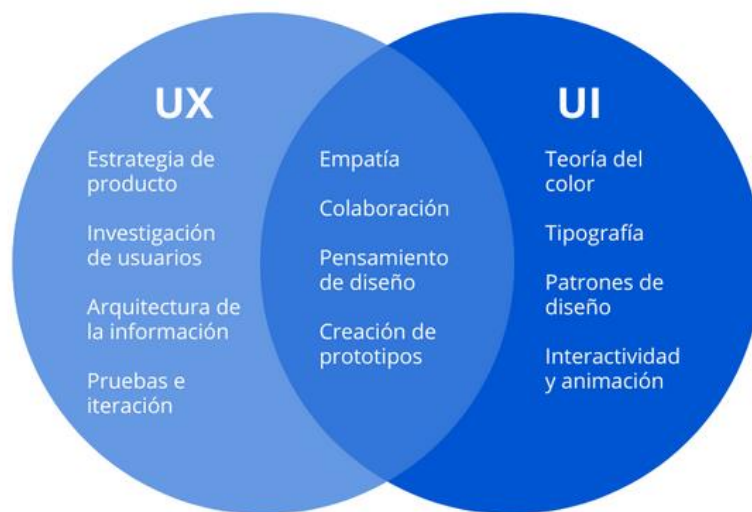 UX
Estrategia de
producto
Investigación
de usuarios
Arquitectura de
la información
Pruebas e
iteración
Empatía
Colaboración
Pensamiento
de diseño
Creación de
prototipos
UI
Teoría del
color
Tipografía
Patrones de
diseño
Interactividad
y animación